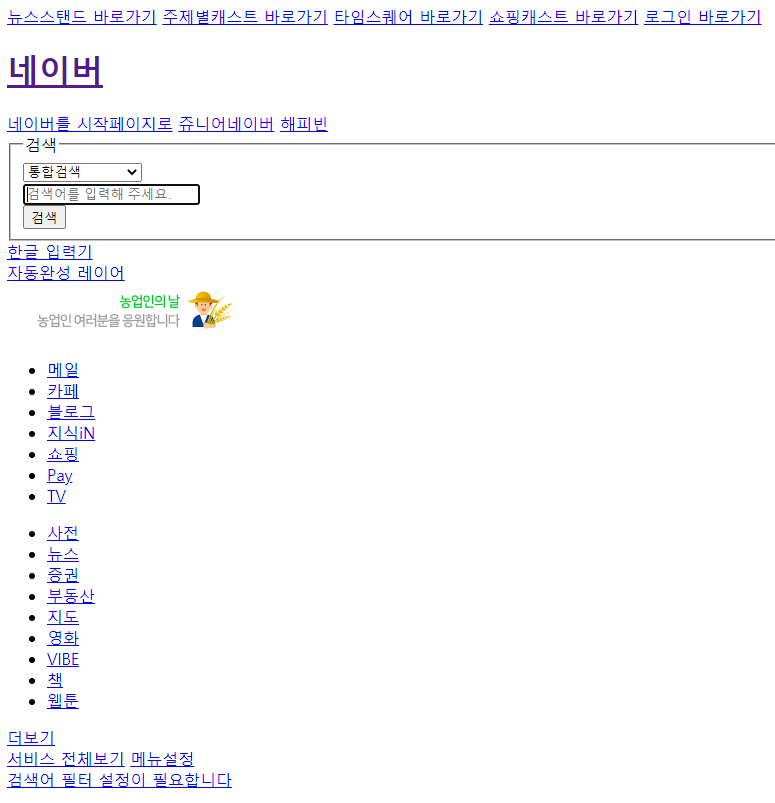 뉴스스탠드 바로가기 주제별캐스트 바로가기 타임스퀘어 바로가기 쇼핑캐스트 바로가기 로그인 바로가기
네이버
네이버를 시작페이지로 쥬니어네이버 해피빈
검색
통합검색
검색어를 입력해 주세요.
검색
한글 입력기
자동완성 레이어
농업인의 날
농업인 여러분을 응원합니다
메일
카페
블로그
지식iN
쇼핑
Pay
TV
사전
뉴스
증권
부동산
지도
영화
VIBE
책
웹툰
더보기
서비스 전체보기 메뉴설정
검색어 필터 설정이 필요합니다